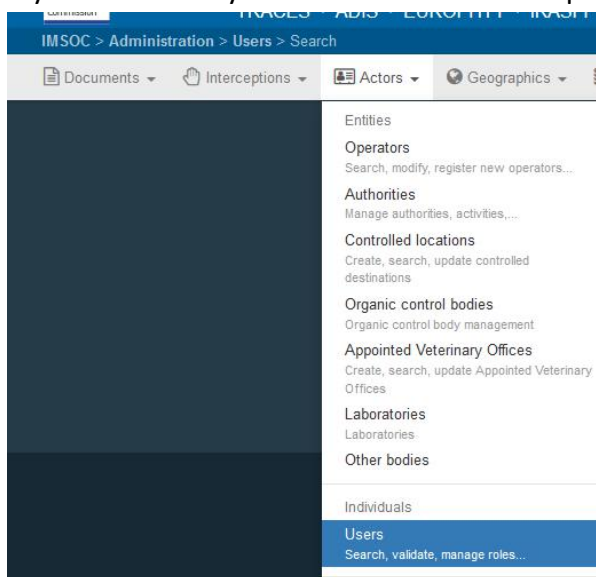 commission TRACES
IMSOC > Administration > Users > Search
Documents Interceptions Actors Geographics
Entities
Operators
Search, modify, register new operators...
Authorities
Manage authorities, activities,...
Controlled locations
Create, search, update controlled
destinations
Organic control bodies
Organic control body management
Appointed Veterinary Offices
Create, search, update Appointed Veterinary
Offices
Laboratories
Laboratories
Other bodies
Individuals
Users
Search, validate, manage roles...